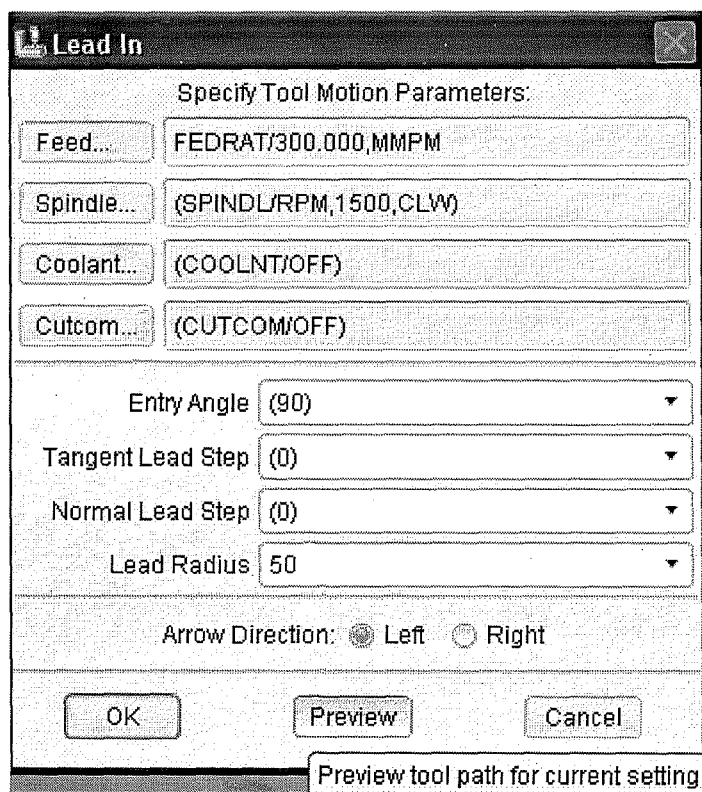 Lead In
Specify Tool Motion Parameters:
Feed... FEDRAT/300.000,MMPM
Spindle... (SPINDL/RPM,1500,CLW)
Coolant... (COOLNT/OFF)
Cutcom... (CUTCOM/OFF)
Entry Angle (90)
Tangent Lead Step (0)
Normal Lead Step (0)
Lead Radius 50
Arrow Direction: Left Right
OK Preview Cancel
Preview tool path for current setting